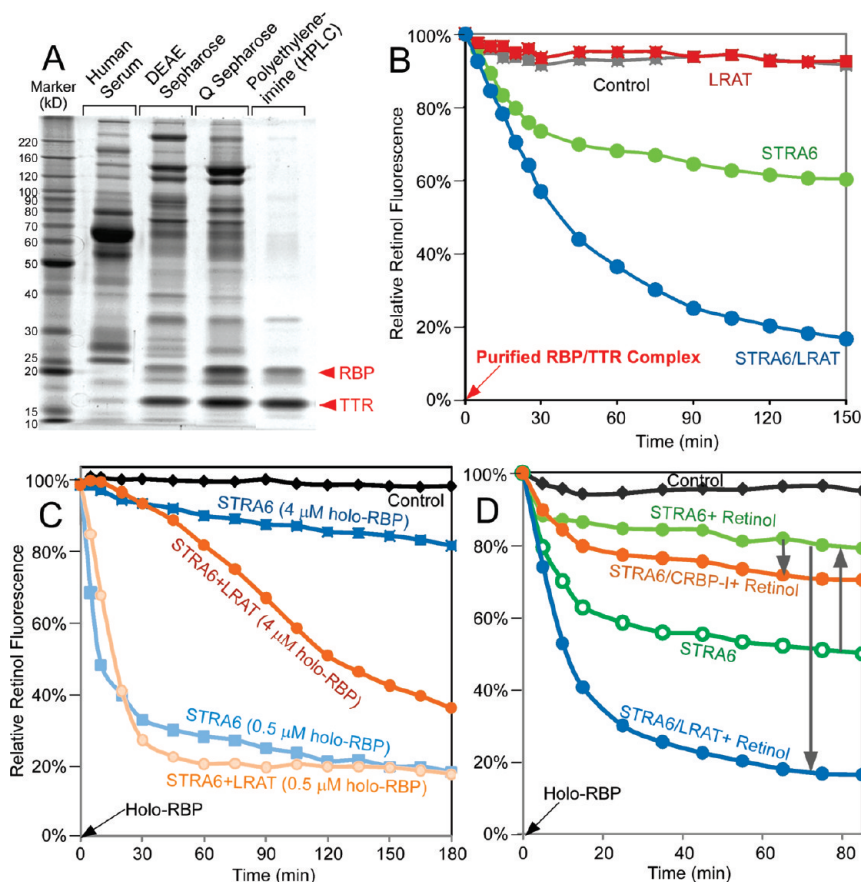 A
Marker
(kD)
Human
Serum
DEAE
Sepharose
Q Sepharose
Polyethylene-
imine (HPLC)
220
160
120
100
90
80
70
60
50
40
30
25
20
15
10
RBP
TTR
B
Relative Retinol Fluorescence
100%
80%
60%
40%
20%
0%
Control
LRAT
STRA6
STRA6/LRAT
Purified RBP/TTR Complex
0
30
60
90
120
150
Time (min)
C
Relative Retinol Fluorescence
100%
80%
60%
40%
20%
0%
Control
STRA6 (4 μM holo-RBP)
STRA6+LRAT (4 μM holo-RBP)
STRA6 (0.5 μM holo-RBP)
STRA6+LRAT (0.5 μM holo-RBP)
Holo-RBP
0
30
60
90
120
150
180
Time (min)
D
100%
80%
60%
40%
20%
0%
Control
STRA6+ Retinol
STRA6/CRBP-I+ Retinol
STRA6
STRA6/LRAT+ Retinol
Holo-RBP
0
20
40
60
80
Time (min)